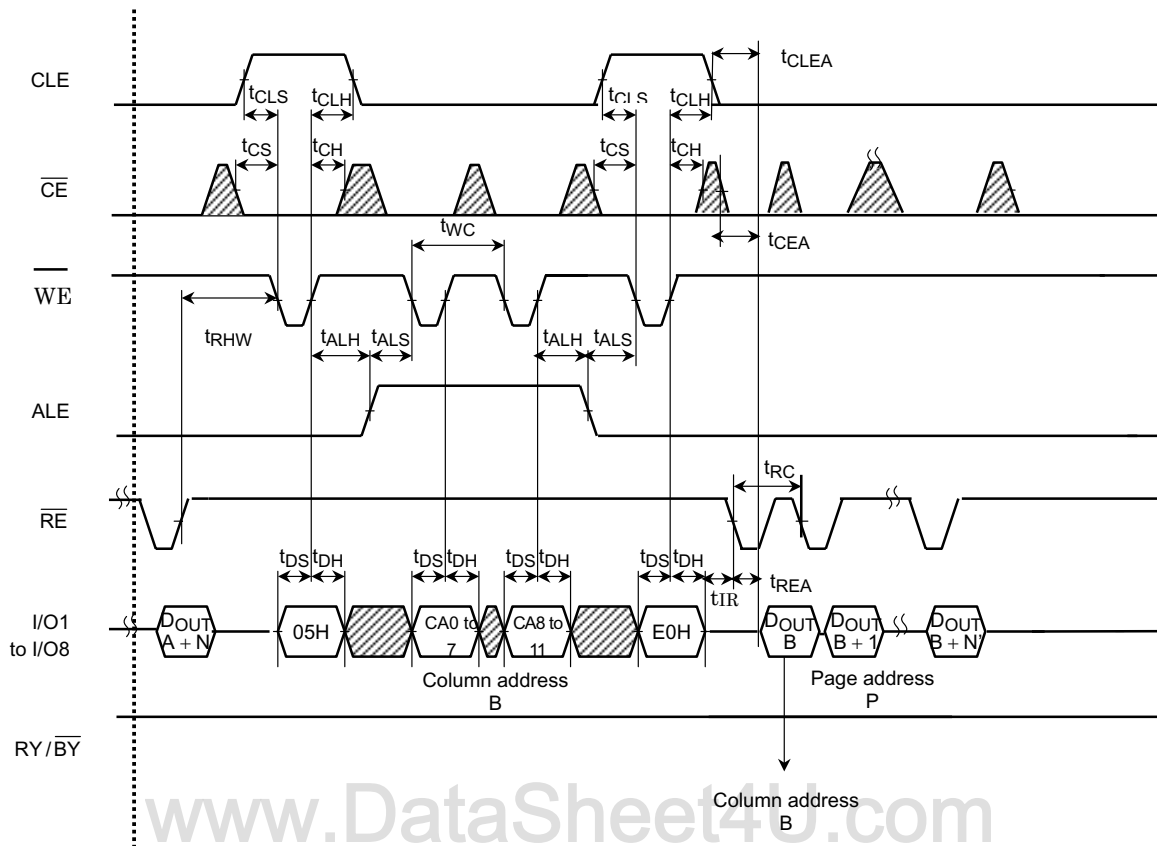 CLE
tCLS
tCLH
tCLS
tCLH
tCLEA
CE
tCS
tCH
tCS
tCH
tCEA
WE
tWC
tRHW
tALH
tALS
tALH
tALS
ALE
RE
tRC
tDS
tDH
tDS
tDH
tDS
tDH
tDS
tDH
tIR
tREA
I/O1
to I/O8
DOUT
A + N
05H
CA0 to
7
CA8 to
11
E0H
DOUT
B
DOUT
B + 1
DOUT
B + N'
Column address
B
Page address
P
RY/BY
Column address
B
www.DataSheet4U.com